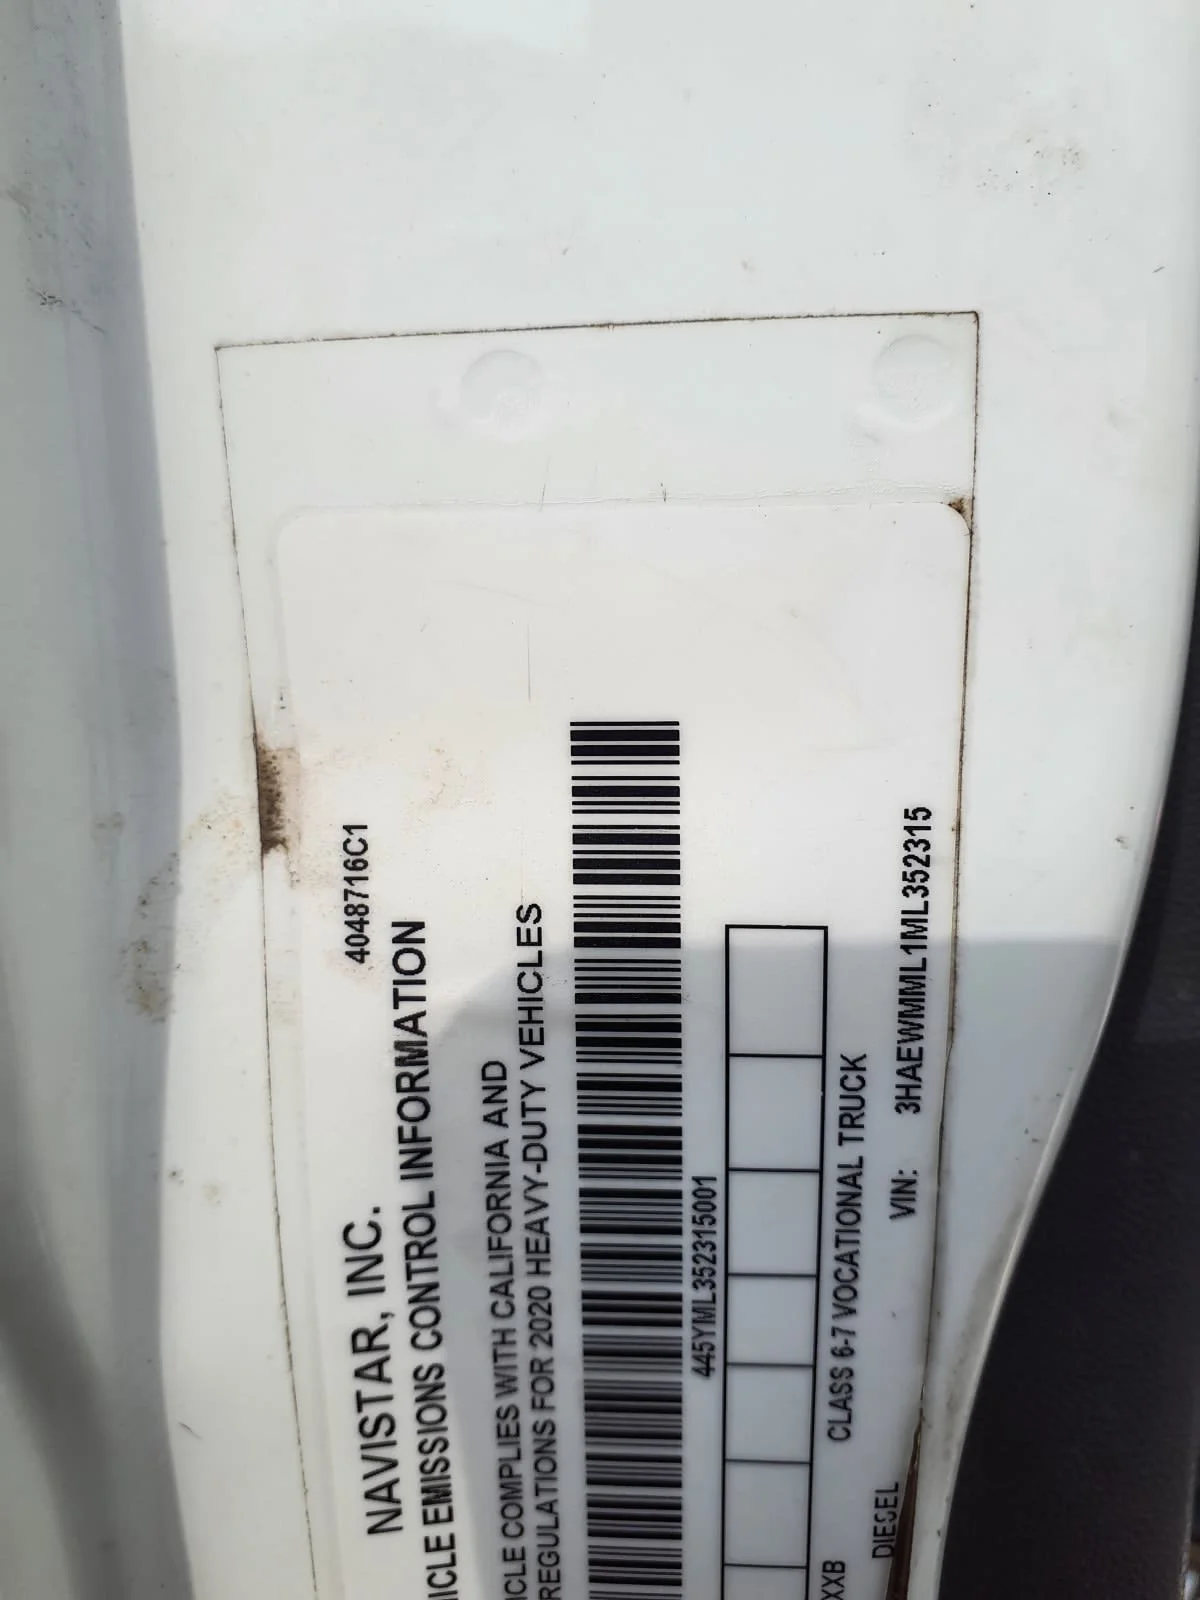 4048716C1
NAVISTAR, INC.
ICLE EMISSIONS CONTROL INFORMATION
ICLE COMPLIES WITH CALIFORNIA AND
REGULATIONS FOR 2020 HEAVY-DUTY VEHICLES
445YML352315001
XXB CLASS 6-7 VOCATIONAL TRUCK
DIESEL VIN: 3HAEWMML1ML352315